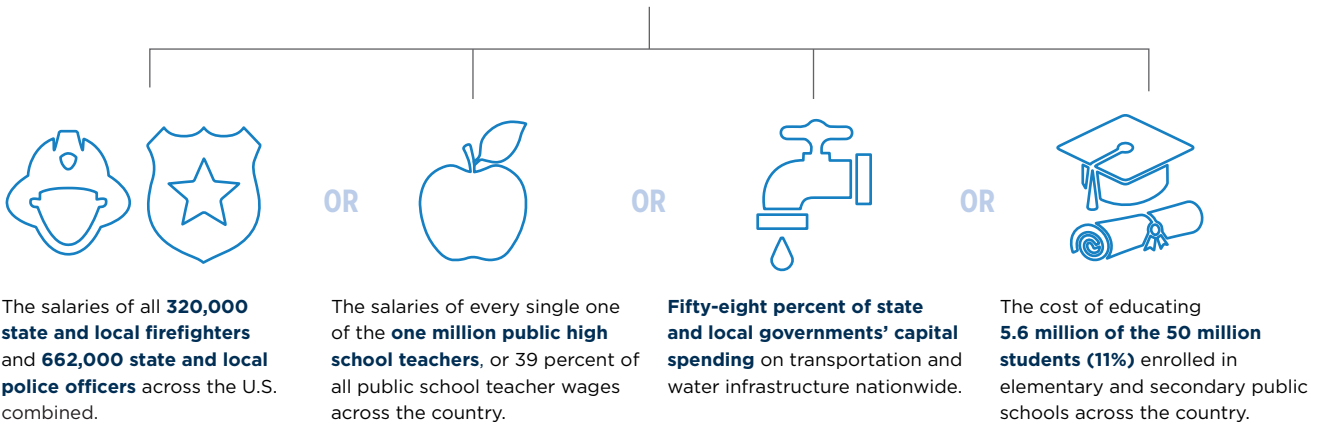 OR
OR
OR
The salaries of all 320,000
state and local firefighters
and 662,000 state and local
police officers across the U.S.
combined.
The salaries of every single one
of the one million public high
school teachers, or 39 percent of
all public school teacher wages
across the country.
Fifty-eight percent of state
and local governments’ capital
spending on transportation and
water infrastructure nationwide.
The cost of educating
5.6 million of the 50 million
students (11%) enrolled in
elementary and secondary public
schools across the country.